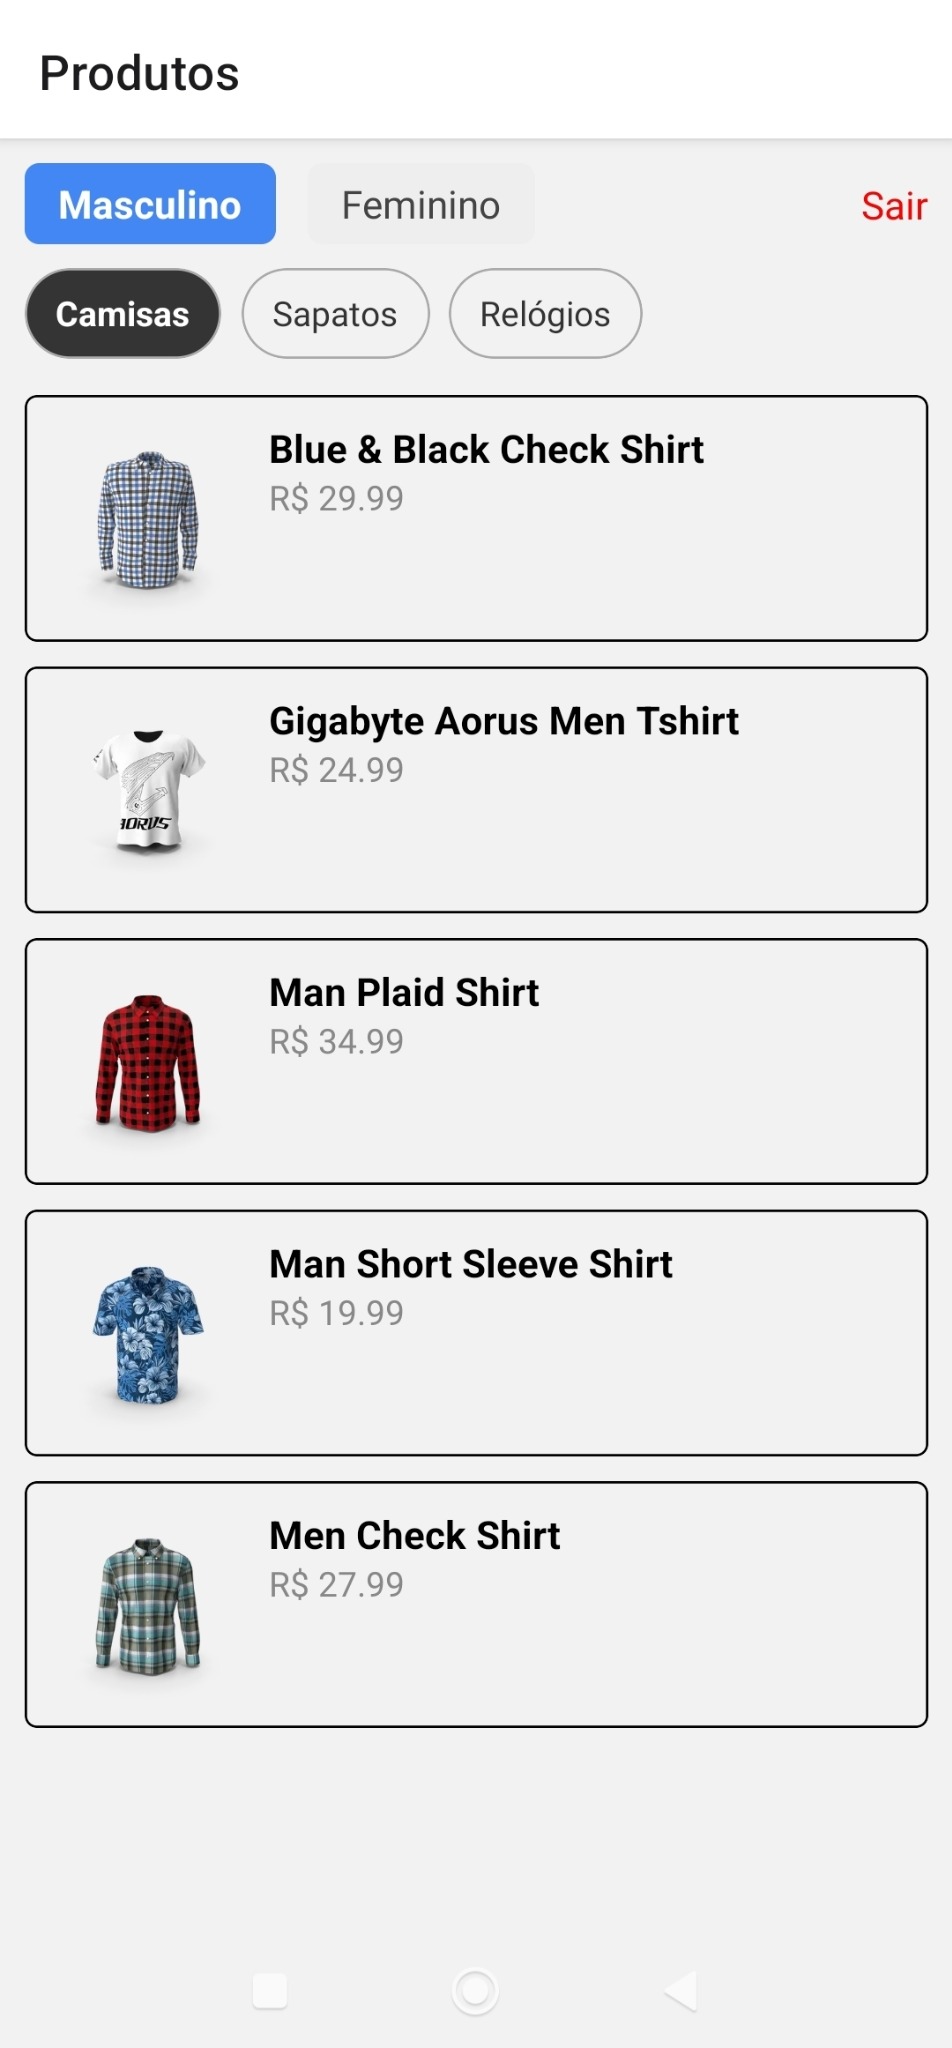 Produtos
Masculino
Feminino
Sair
Camisas
Sapatos
Relógios
Blue & Black Check Shirt
R$ 29.99
Gigabyte Aorus Men Tshirt
R$ 24.99
AORUS
Man Plaid Shirt
R$ 34.99
Man Short Sleeve Shirt
R$ 19.99
Men Check Shirt
R$ 27.99